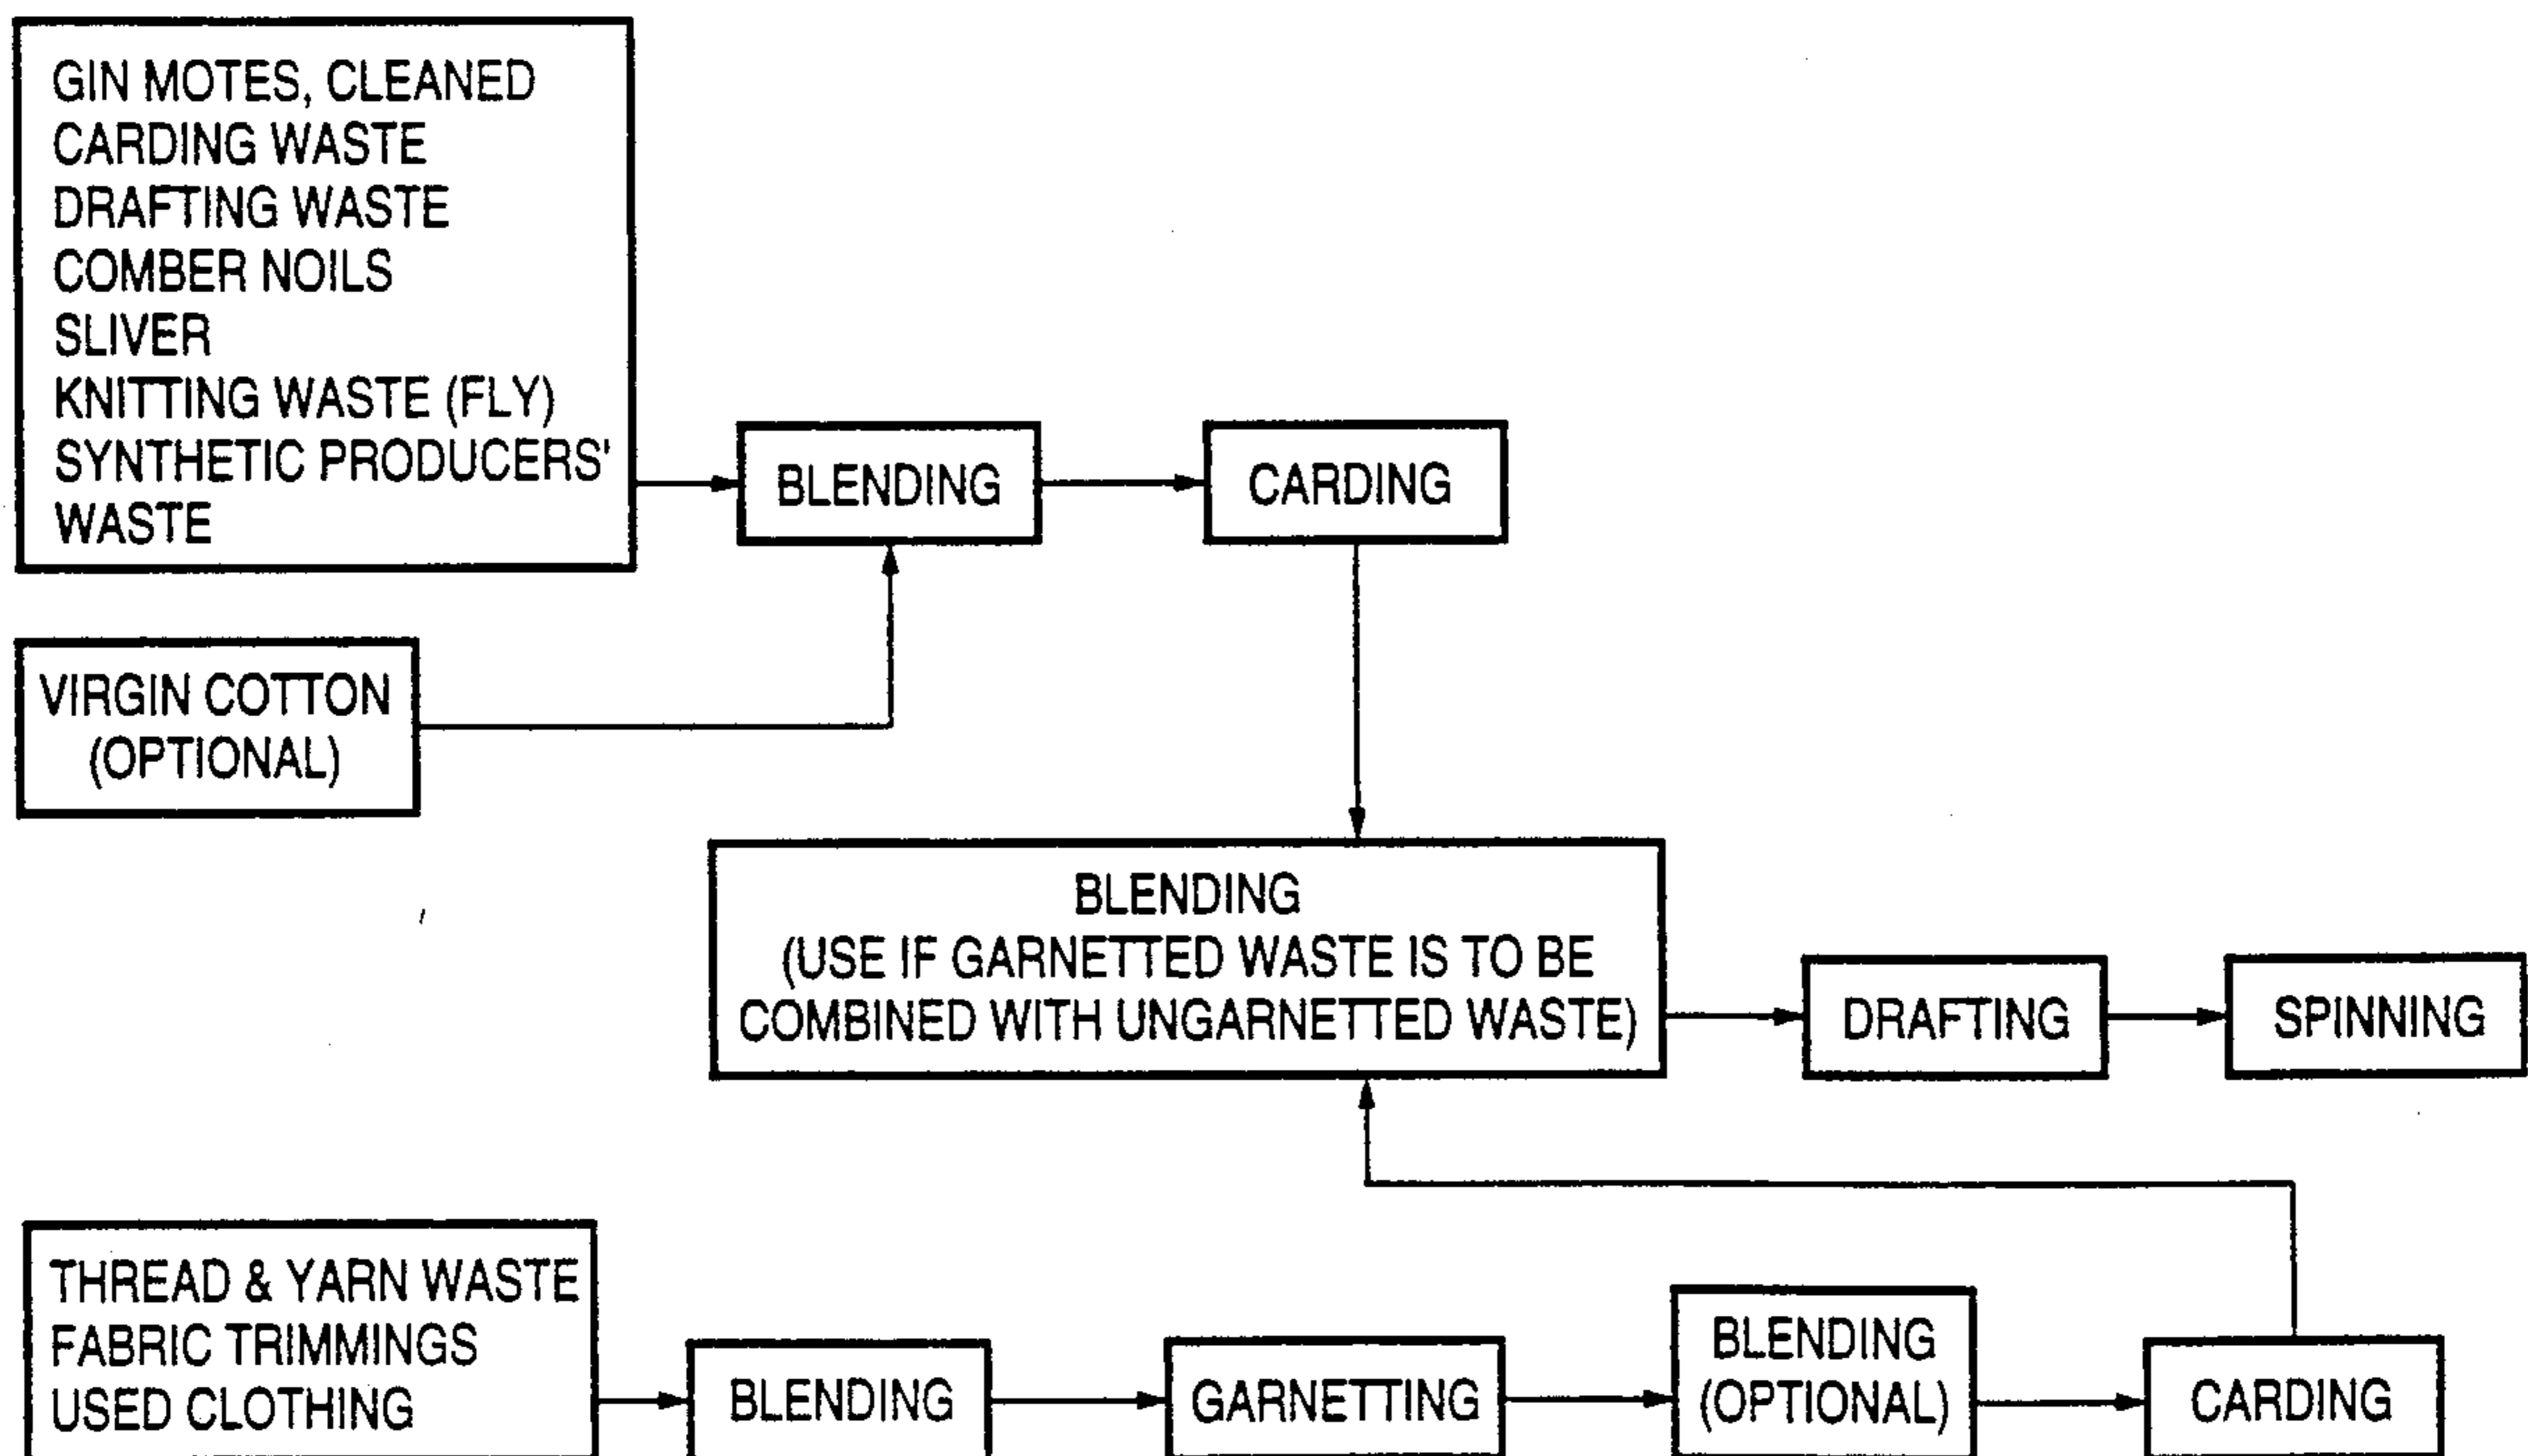 GIN MOTES, CLEANED
CARDING WASTE
DRAFTING WASTE
COMBER NOILS
SLIVER
KNITTING WASTE (FLY)
SYNTHETIC PRODUCERS'
WASTE
BLENDING
CARDING
VIRGIN COTTON
(OPTIONAL)
BLENDING
(USE IF GARNETTED WASTE IS TO BE
COMBINED WITH UNGARNETTED WASTE)
DRAFTING
SPINNING
THREAD & YARN WASTE
FABRIC TRIMMINGS
USED CLOTHING
BLENDING
GARNETTING
BLENDING
(OPTIONAL)
CARDING